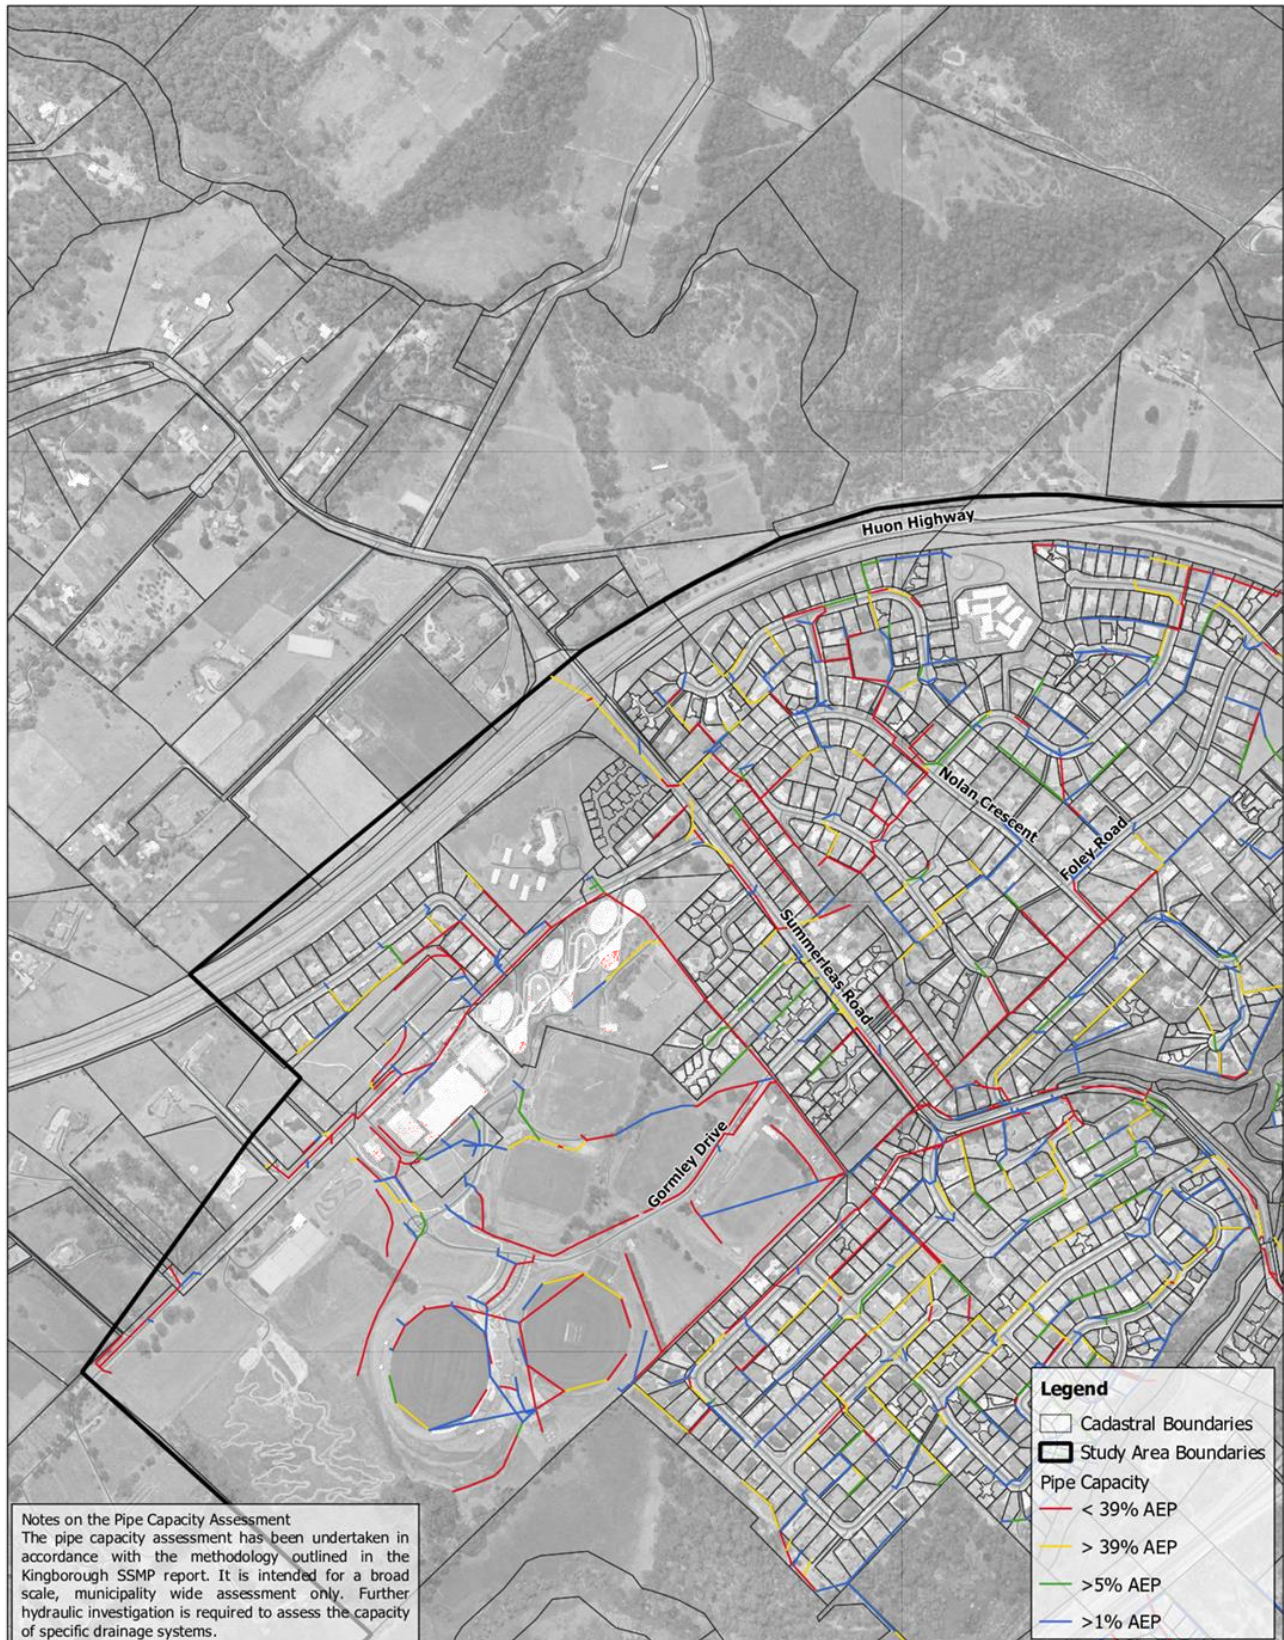 Huon Highway
Nolan Crescent
Foley Road
Summerleas Road
Gormley Drive
Legend
Cadastral Boundaries
Study Area Boundaries
Pipe Capacity
< 39% AEP
> 39% AEP
>5% AEP
>1% AEP
Notes on the Pipe Capacity Assessment
The pipe capacity assessment has been undertaken in
accordance with the methodology outlined in the
Kingborough SSMP report. It is intended for a broad
scale, municipality wide assessment only. Further
hydraulic investigation is required to assess the capacity
of specific drainage systems.